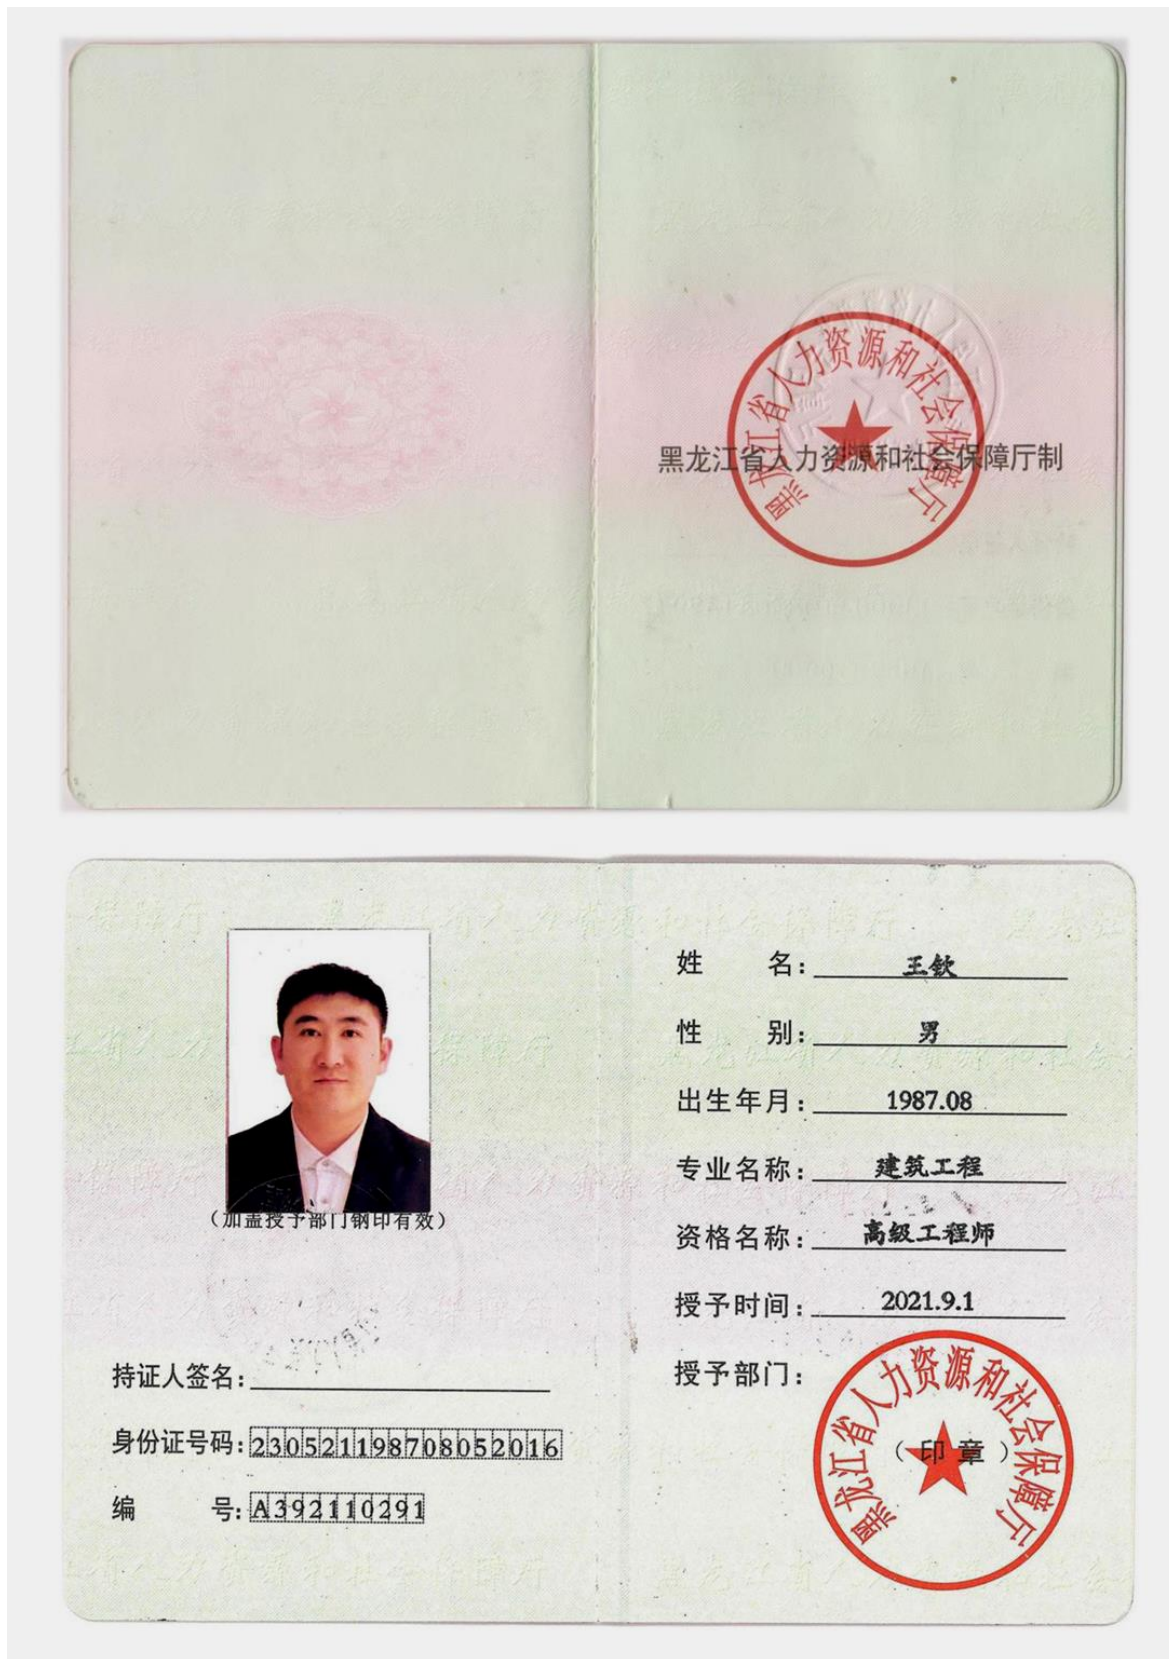 黑龙江省人力资源和社会保障厅
黑龙江省人力资源和社会保障厅制
(加盖授予部门钢印有效)
持证人签名:
身份证号码:230521198708052016
编 号:A392110291
姓 名:王钦
性 别:男
出生年月:1987.08
专业名称:建筑工程
资格名称:高级工程师
授予时间:2021.9.1
授予部门:
(印章)
黑龙江省人力资源和社会保障厅